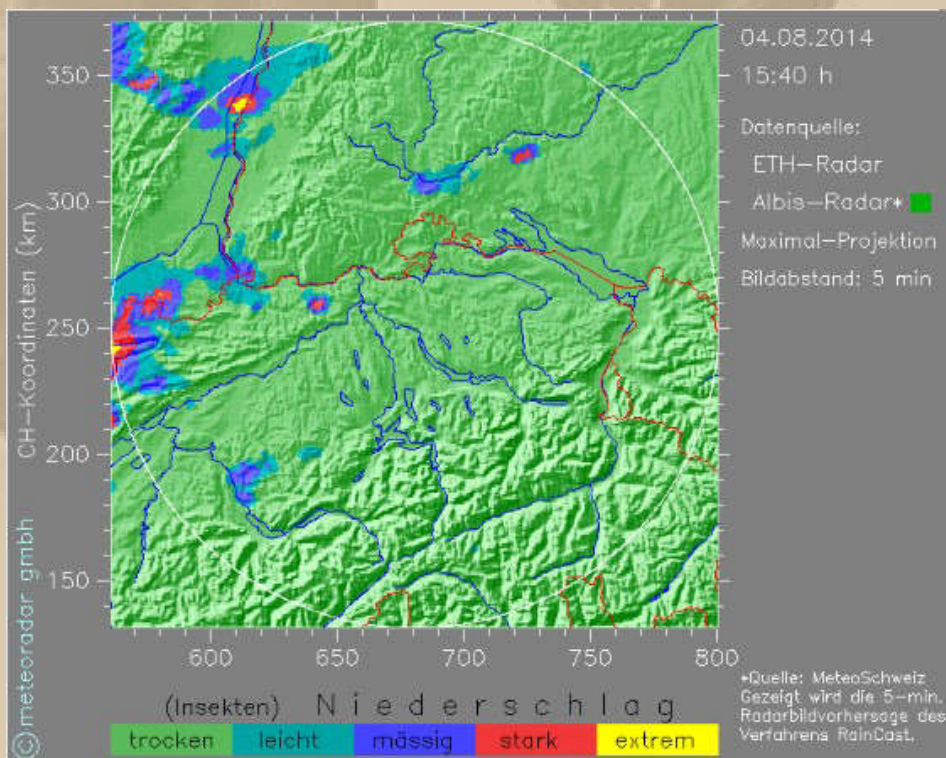 04.08.2014
15:40 h
Datenquelle:
ETH-Radar
Albis-Radar*
Maximal-Projektion
Bildabstand: 5 min
350
300
250
200
150
CH-Koordinaten (km)
©meteoradar gmbh
600 650 700 750 800
(Insekten) Niederschlag
trocken leicht mässig stark extrem
*Quelle: MeteoSchweiz
Gezeigt wird die 5-min.
Radarbildvorhersage des
Verfahrens RainCast.